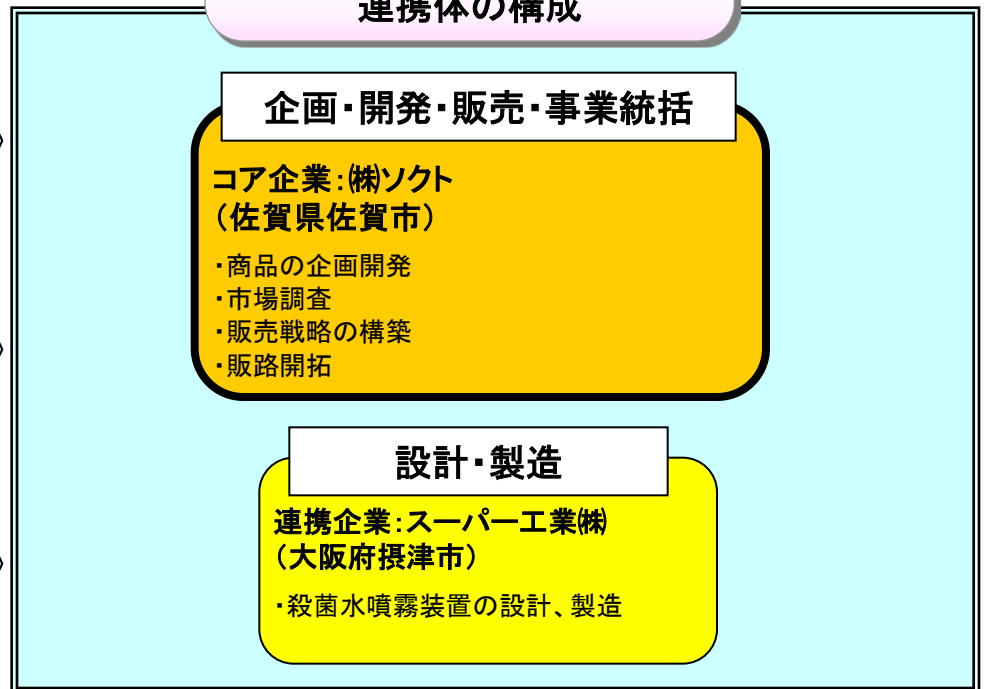 連携体の構成
企画・開発・販売・事業統括
コア企業：㈱ソクト
（佐賀県佐賀市）
・商品の企画開発
・市場調査
・販売戦略の構築
・販路開拓
設計・製造
連携企業：スーパー工業㈱
（大阪府摂津市）
・殺菌水噴霧装置の設計、製造